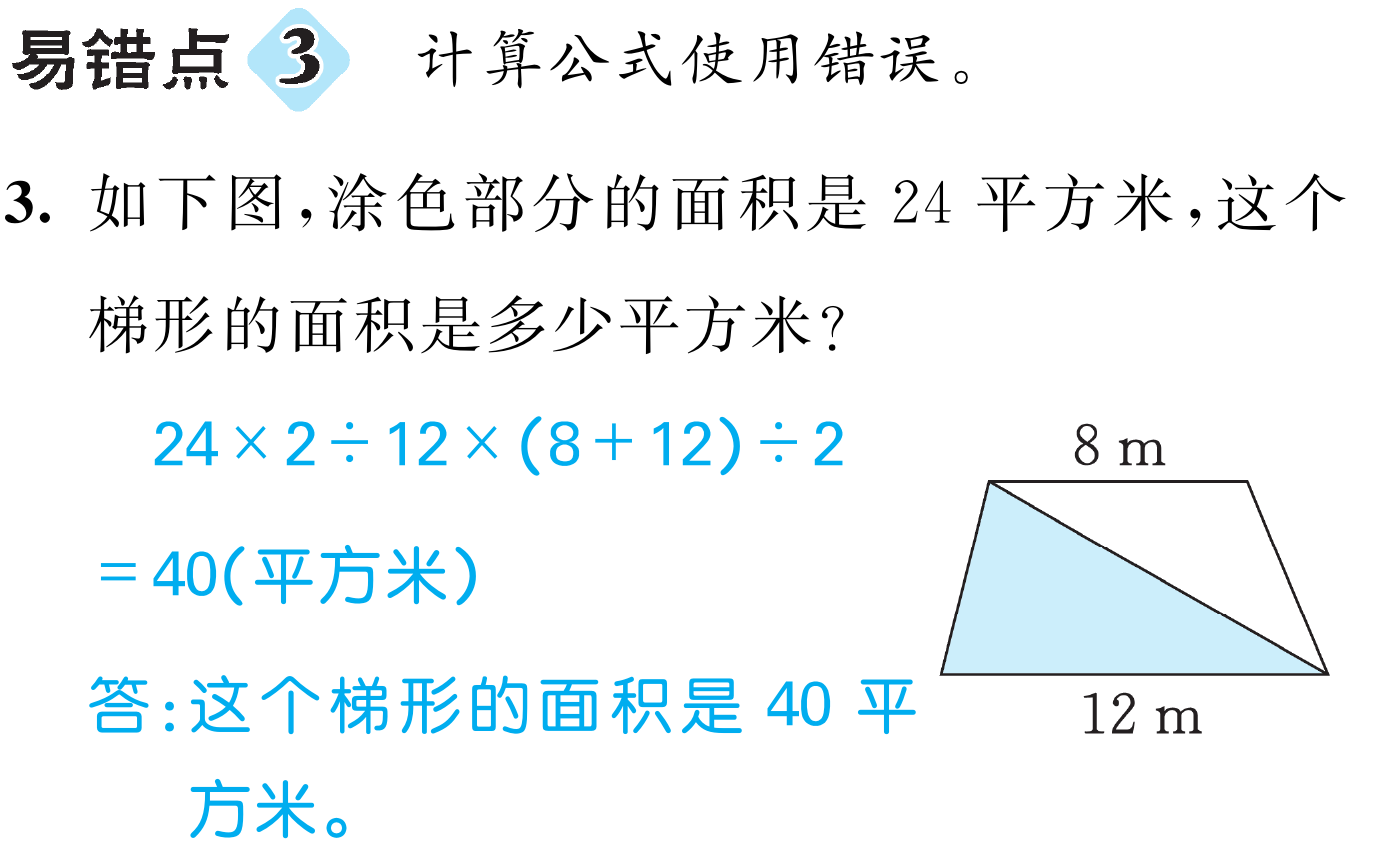 易错点 3 计算公式使用错误。
3. 如下图,涂色部分的面积是 24 平方米,这个
梯形的面积是多少平方米?
24×2÷12×(8+12)÷2
=40(平方米)
答:这个梯形的面积是 40 平
方米。
8 m
12 m